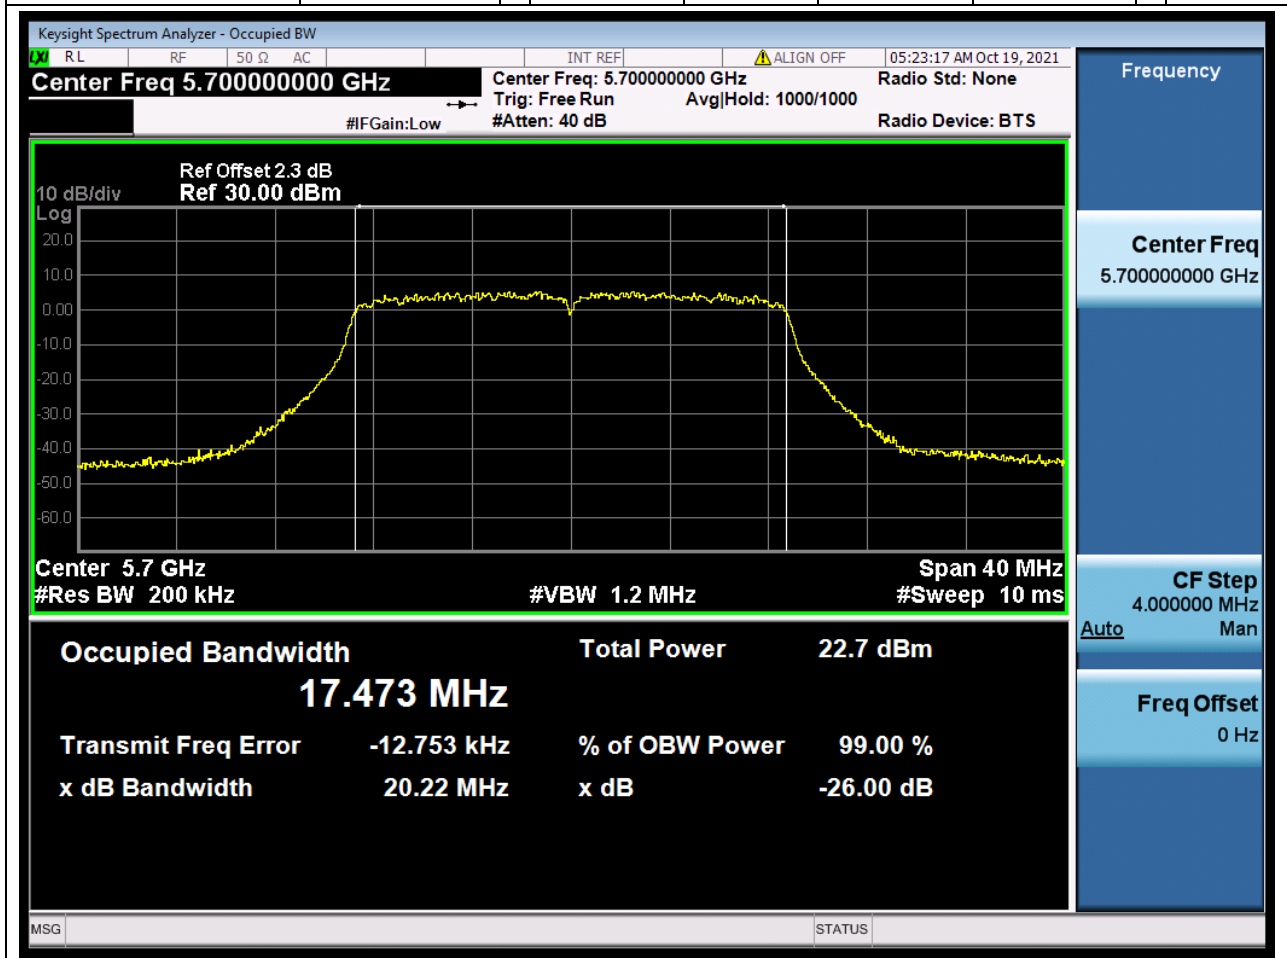 Keysight Spectrum Analyzer - Occupied BW
LXI RL RF 50 Ω AC INT REF ALIGN OFF 05:23:17 AM Oct 19, 2021
Center Freq 5.700000000 GHz
Center Freq: 5.700000000 GHz
Radio Std: None
Trig: Free Run Avg|Hold: 1000/1000
#IFGain:Low
#Atten: 40 dB
Radio Device: BTS
Ref Offset 2.3 dB
10 dB/div Ref 30.00 dBm
Log
20.0
10.0
0.00
-10.0
-20.0
-30.0
-40.0
-50.0
-60.0
Center 5.7 GHz Span 40 MHz
#Res BW 200 kHz #VBW 1.2 MHz #Sweep 10 ms
Occupied Bandwidth Total Power 22.7 dBm
17.473 MHz
Transmit Freq Error -12.753 kHz % of OBW Power 99.00 %
x dB Bandwidth 20.22 MHz x dB -26.00 dB
MSG STATUS
Frequency
Center Freq
5.700000000 GHz
CF Step
4.000000 MHz
Auto Man
Freq Offset
0 Hz